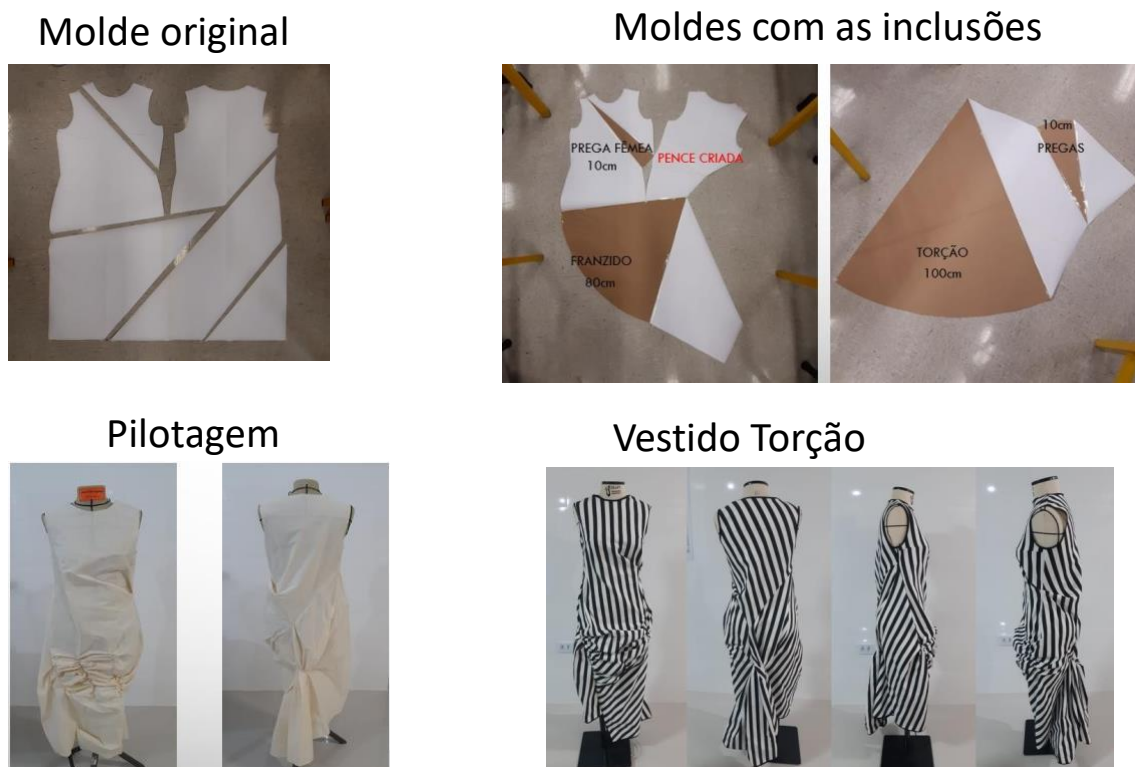 Molde original
Moldes com as inclusões
PREGA FÊMEA
10cm
PENCE CRIADA
FRANZIDO
80cm
10cm
PREGAS
TORÇÃO
100cm
Pilotagem
Vestido Torção